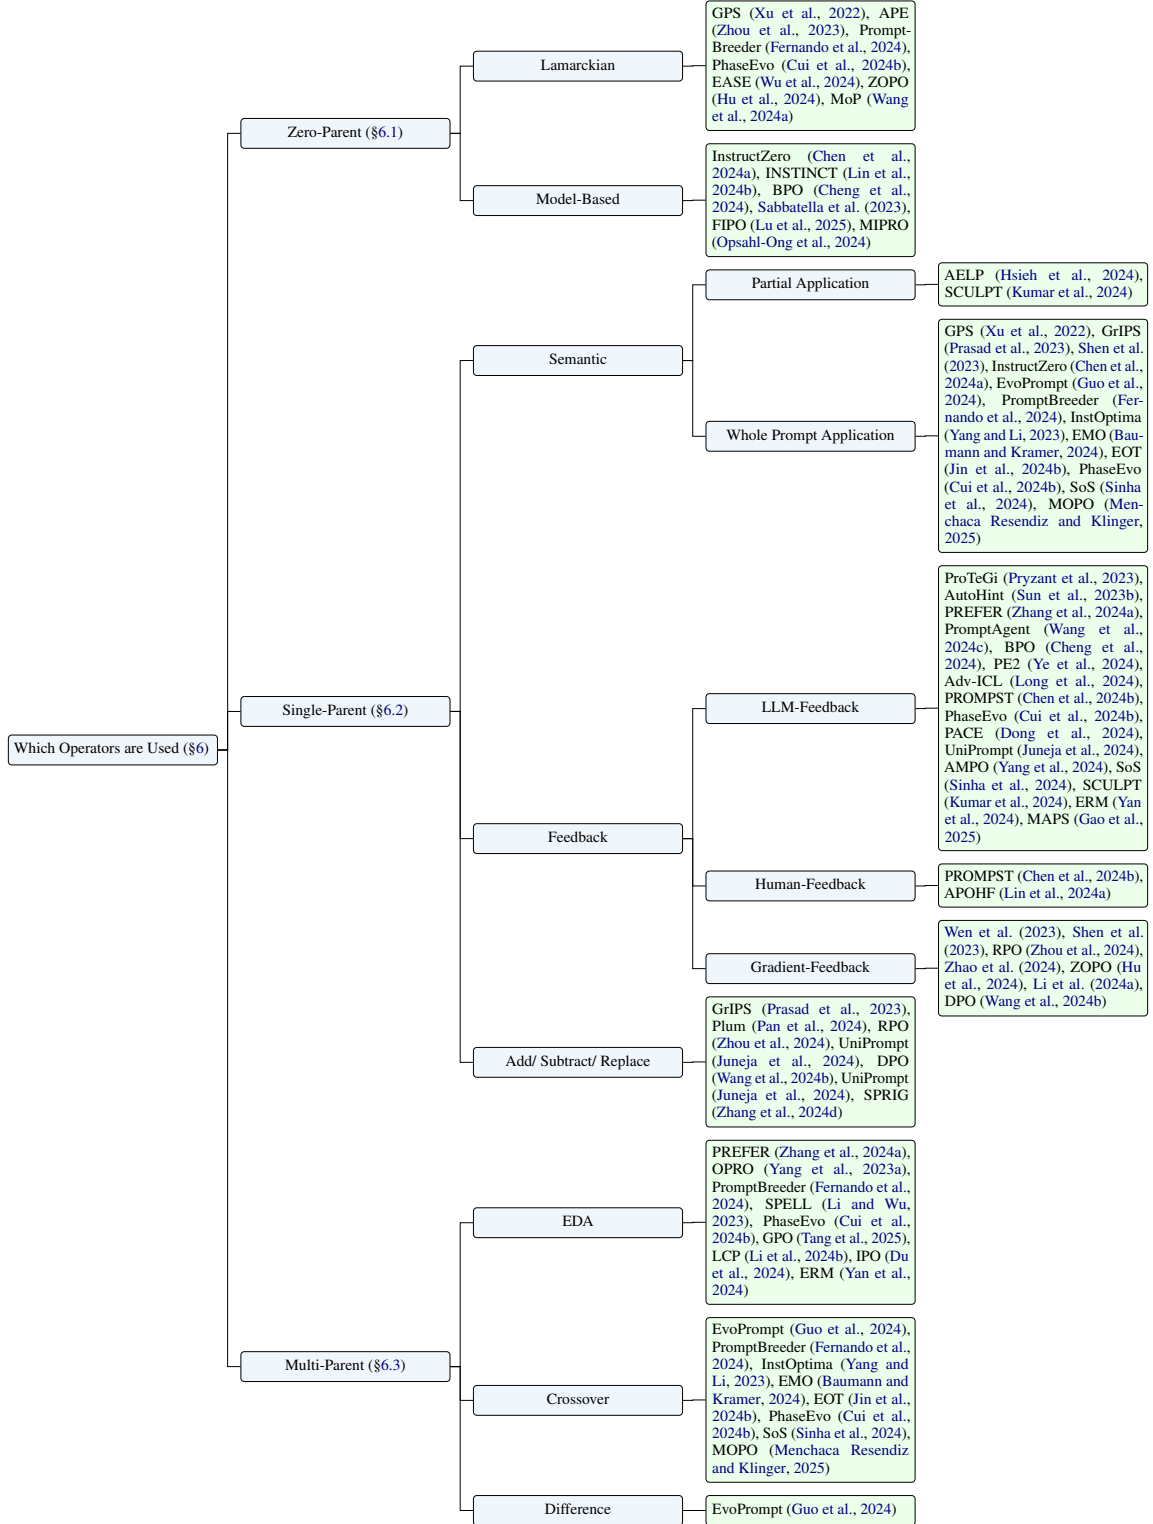 Which Operators are Used (§6)
Zero-Parent (§6.1)
Lamarckian
GPS (Xu et al., 2022), APE
(Zhou et al., 2023), Prompt-
Breeder (Fernando et al., 2024),
PhaseEvo (Cui et al., 2024b),
EASE (Wu et al., 2024), ZOPO
(Hu et al., 2024), MoP (Wang
et al., 2024a)
Model-Based
InstructZero (Chen et al.,
2024a), INSTINCT (Lin et al.,
2024b), BPO (Cheng et al.,
2024), Sabbatella et al. (2023),
FIPO (Lu et al., 2025), MIPRO
(Opsahl-Ong et al., 2024)
Single-Parent (§6.2)
Semantic
Partial Application
AELP (Hsieh et al., 2024),
SCULPT (Kumar et al., 2024)
Whole Prompt Application
GPS (Xu et al., 2022), GrIPS
(Prasad et al., 2023), Shen et al.
(2023), InstructZero (Chen et al.,
2024a), EvoPrompt (Guo et al.,
2024), PromptBreeder (Fer-
nando et al., 2024), InstOptima
(Yang and Li, 2023), EMO (Bau-
mann and Kramer, 2024), EOT
(Jin et al., 2024b), PhaseEvo
(Cui et al., 2024b), SoS (Sinha
et al., 2024), MOPO (Men-
chaca Resendiz and Klinger,
2025)
Feedback
LLM-Feedback
ProTeGi (Pryzant et al., 2023),
AutoHint (Sun et al., 2023b),
PREFER (Zhang et al., 2024a),
PromptAgent (Wang et al.,
2024c), BPO (Cheng et al.,
2024), PE2 (Ye et al., 2024),
Adv-ICL (Long et al., 2024),
PROMPST (Chen et al., 2024b),
PhaseEvo (Cui et al., 2024b),
PACE (Dong et al., 2024),
UniPrompt (Juneja et al., 2024),
AMPO (Yang et al., 2024), SoS
(Sinha et al., 2024), SCULPT
(Kumar et al., 2024), ERM (Yan
et al., 2024), MAPS (Gao et al.,
2025)
Human-Feedback
PROMPST (Chen et al., 2024b),
APOHF (Lin et al., 2024a)
Gradient-Feedback
Wen et al. (2023), Shen et al.
(2023), RPO (Zhou et al., 2024),
Zhao et al. (2024), ZOPO (Hu
et al., 2024), Li et al. (2024a),
DPO (Wang et al., 2024b)
Add/ Subtract/ Replace
GrIPS (Prasad et al., 2023),
Plum (Pan et al., 2024), RPO
(Zhou et al., 2024), UniPrompt
(Juneja et al., 2024), DPO
(Wang et al., 2024b), UniPrompt
(Juneja et al., 2024), SPRIG
(Zhang et al., 2024d)
Multi-Parent (§6.3)
EDA
PREFER (Zhang et al., 2024a),
OPRO (Yang et al., 2023a),
PromptBreeder (Fernando et al.,
2024), SPELL (Li and Wu,
2023), PhaseEvo (Cui et al.,
2024b), GPO (Tang et al., 2025),
LCP (Li et al., 2024b), IPO (Du
et al., 2024), ERM (Yan et al.,
2024)
Crossover
EvoPrompt (Guo et al., 2024),
PromptBreeder (Fernando et al.,
2024), InstOptima (Yang and
Li, 2023), EMO (Baumann and
Kramer, 2024), EOT (Jin et al.,
2024b), PhaseEvo (Cui et al.,
2024b), SoS (Sinha et al., 2024),
MOPO (Menchaca Resendiz
and Klinger, 2025)
Difference
EvoPrompt (Guo et al., 2024)